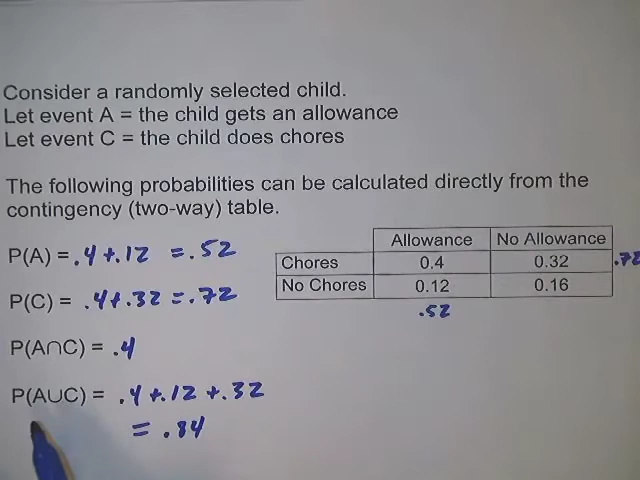 Consider a randomly selected child.
Let event A = the child gets an allowance
Let event C = the child does chores
The following probabilities can be calculated directly from the
contingency (two-way) table.
P(A) = .4 +.12 = .52
P(C) = .4 + .32 = .72
P(A∩C) = .4
P(A∪C) = .4 +.12 +.32
= .84
Allowance No Allowance
Chores 0.4 0.32 .72
No Chores 0.12 0.16
.52